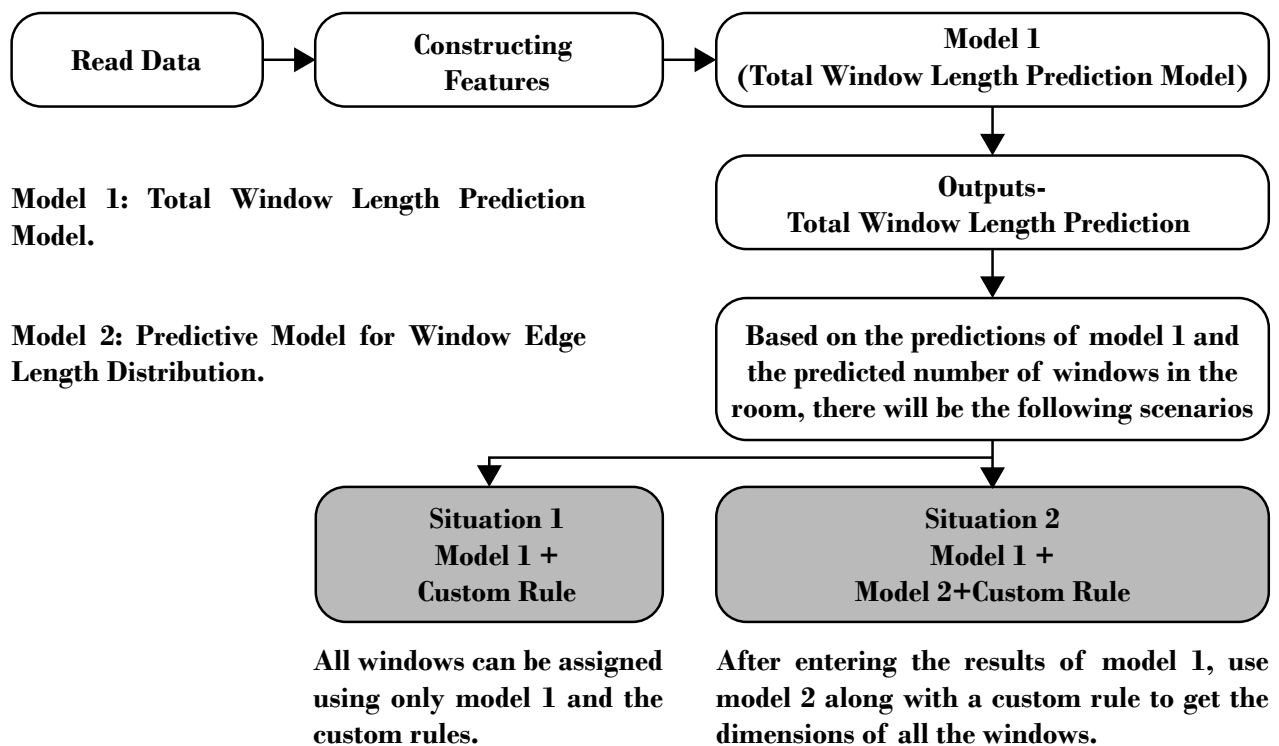 Read Data
Constructing
Features
Model 1
(Total Window Length Prediction Model)
Model 1: Total Window Length Prediction
Model.
Outputs-
Total Window Length Prediction
Model 2: Predictive Model for Window Edge
Length Distribution.
Based on the predictions of model 1 and
the predicted number of windows in the
room, there will be the following scenarios
Situation 1
Model 1 +
Custom Rule
Situation 2
Model 1 +
Model 2+Custom Rule
All windows can be assigned
using only model 1 and the
custom rules.
After entering the results of model 1, use
model 2 along with a custom rule to get the
dimensions of all the windows.